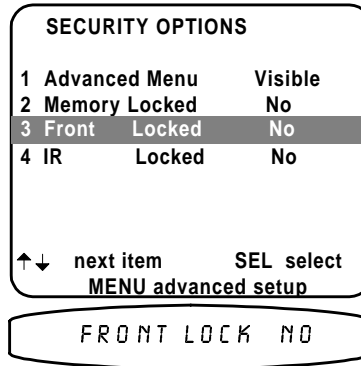 SECURITY OPTIONS
1 Advanced Menu Visible
2 Memory Locked No
3 Front Locked No
4 IR Locked No
↑↓ next item SEL select
MENU advanced setup
FRONT LOCK NO